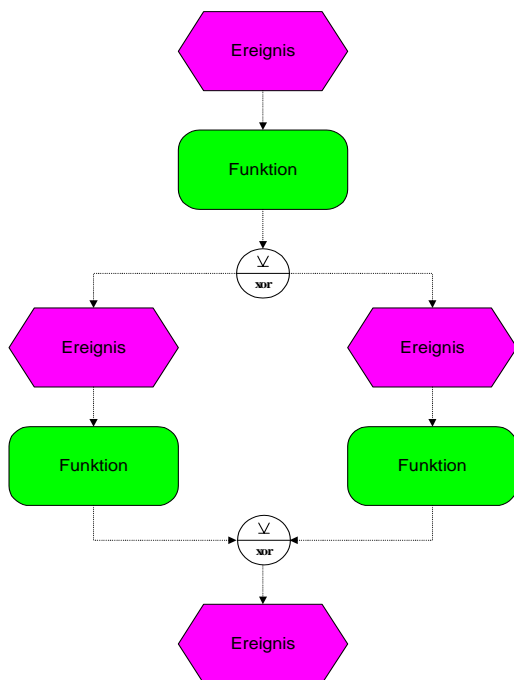 Ereignis
Funktion
xor
Ereignis
Ereignis
Funktion
Funktion
xor
Ereignis